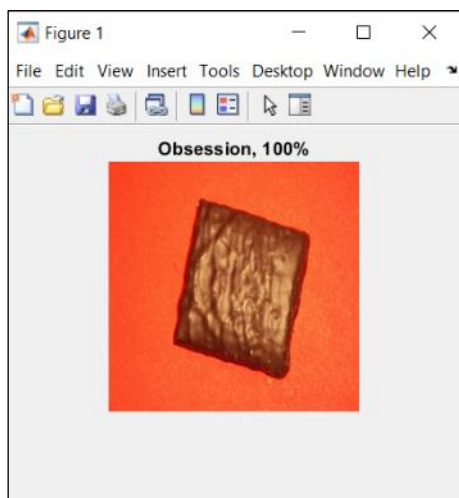 Figure 1
File Edit View Insert Tools Desktop Window Help
Obsession, 100%